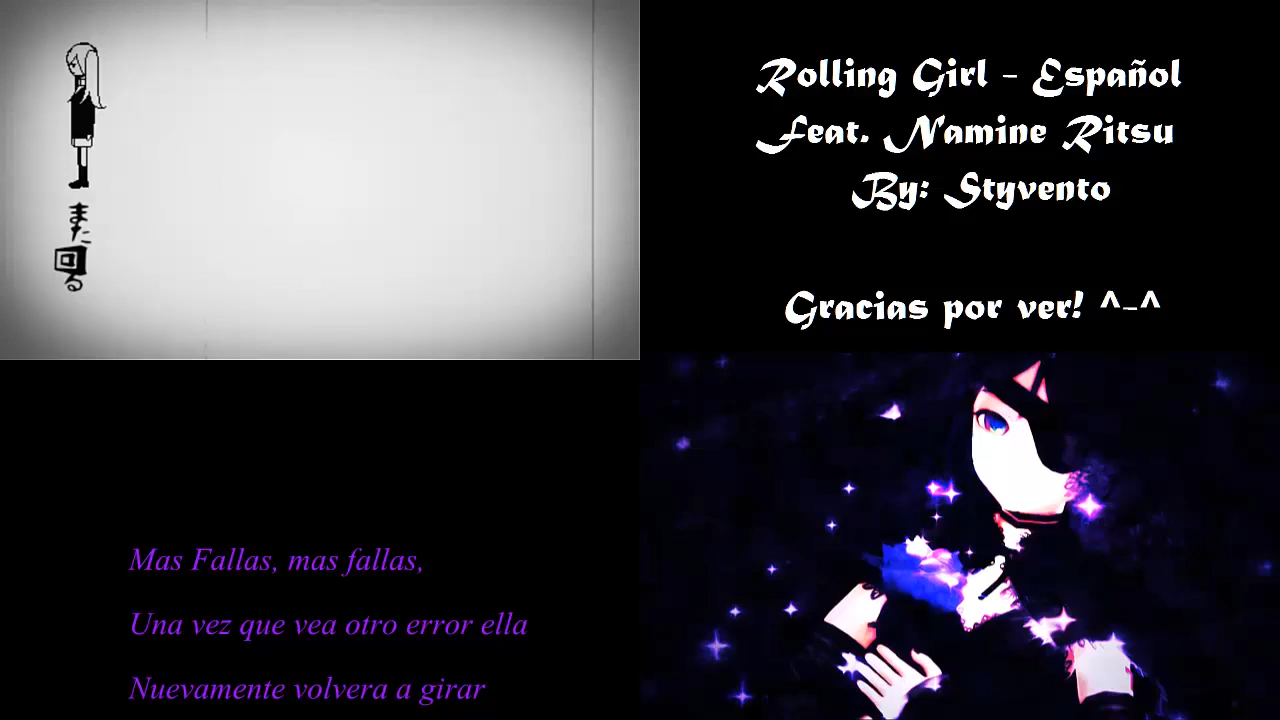 また
回
る
Rolling Girl - Español
Feat. Namine Ritsu
By: Styvento
Gracias por ver! ^-^
Mas Fallas, mas fallas,
Una vez que vea otro error ella
Nuevamente volvera a girar